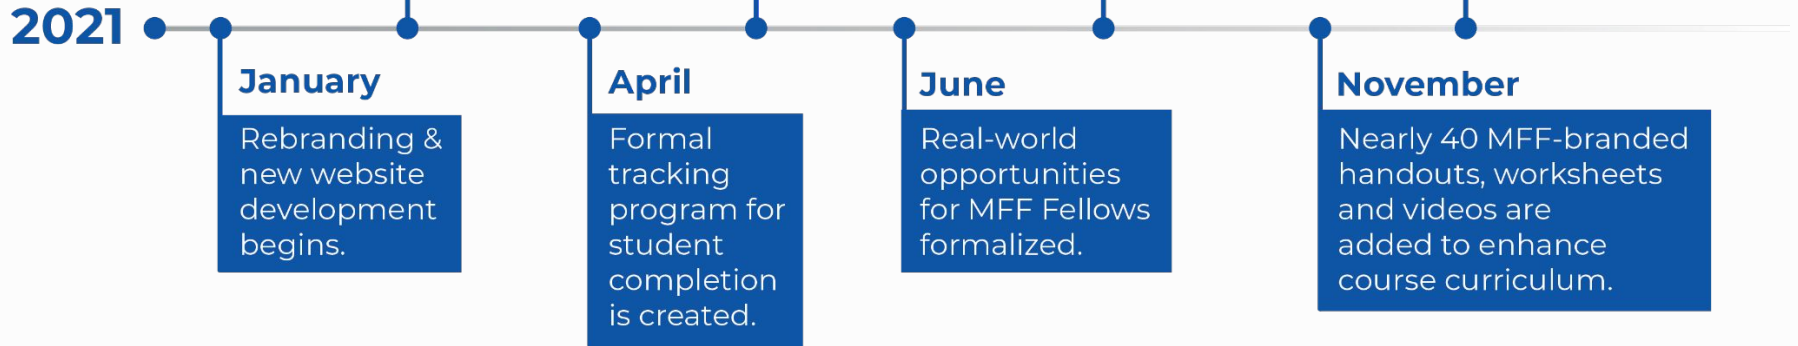 2021
January
Rebranding &
new website
development
begins.
April
Formal
tracking
program for
student
completion
is created.
June
Real-world
opportunities
for MFF Fellows
formalized.
November
Nearly 40 MFF-branded
handouts, worksheets
and videos are
added to enhance
course curriculum.